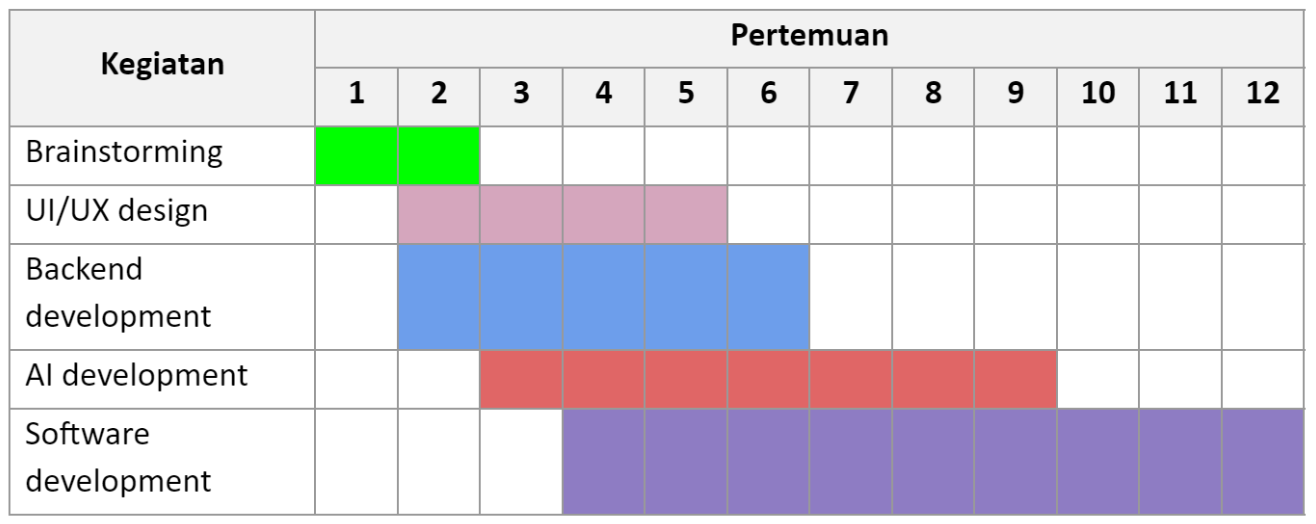 Kegiatan
Pertemuan
1 2 3 4 5 6 7 8 9 10 11 12
Brainstorming
UI/UX design
Backend
development
AI development
Software
development